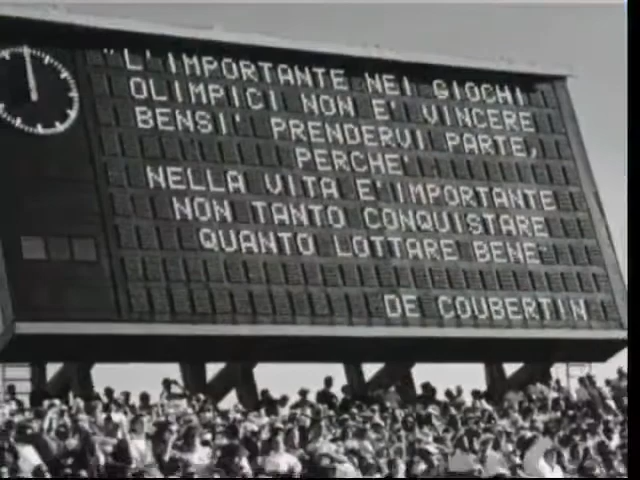 "L'IMPORTANTE NEI GIOCHI
OLIMPICI NON E' VINCERE
BENSI' PRENDERVI PARTE,
PERCHE'
NELLA VITA E' IMPORTANTE
NON TANTO CONQUISTARE
QUANTO LOTTARE BENE"
DE COUBERTIN